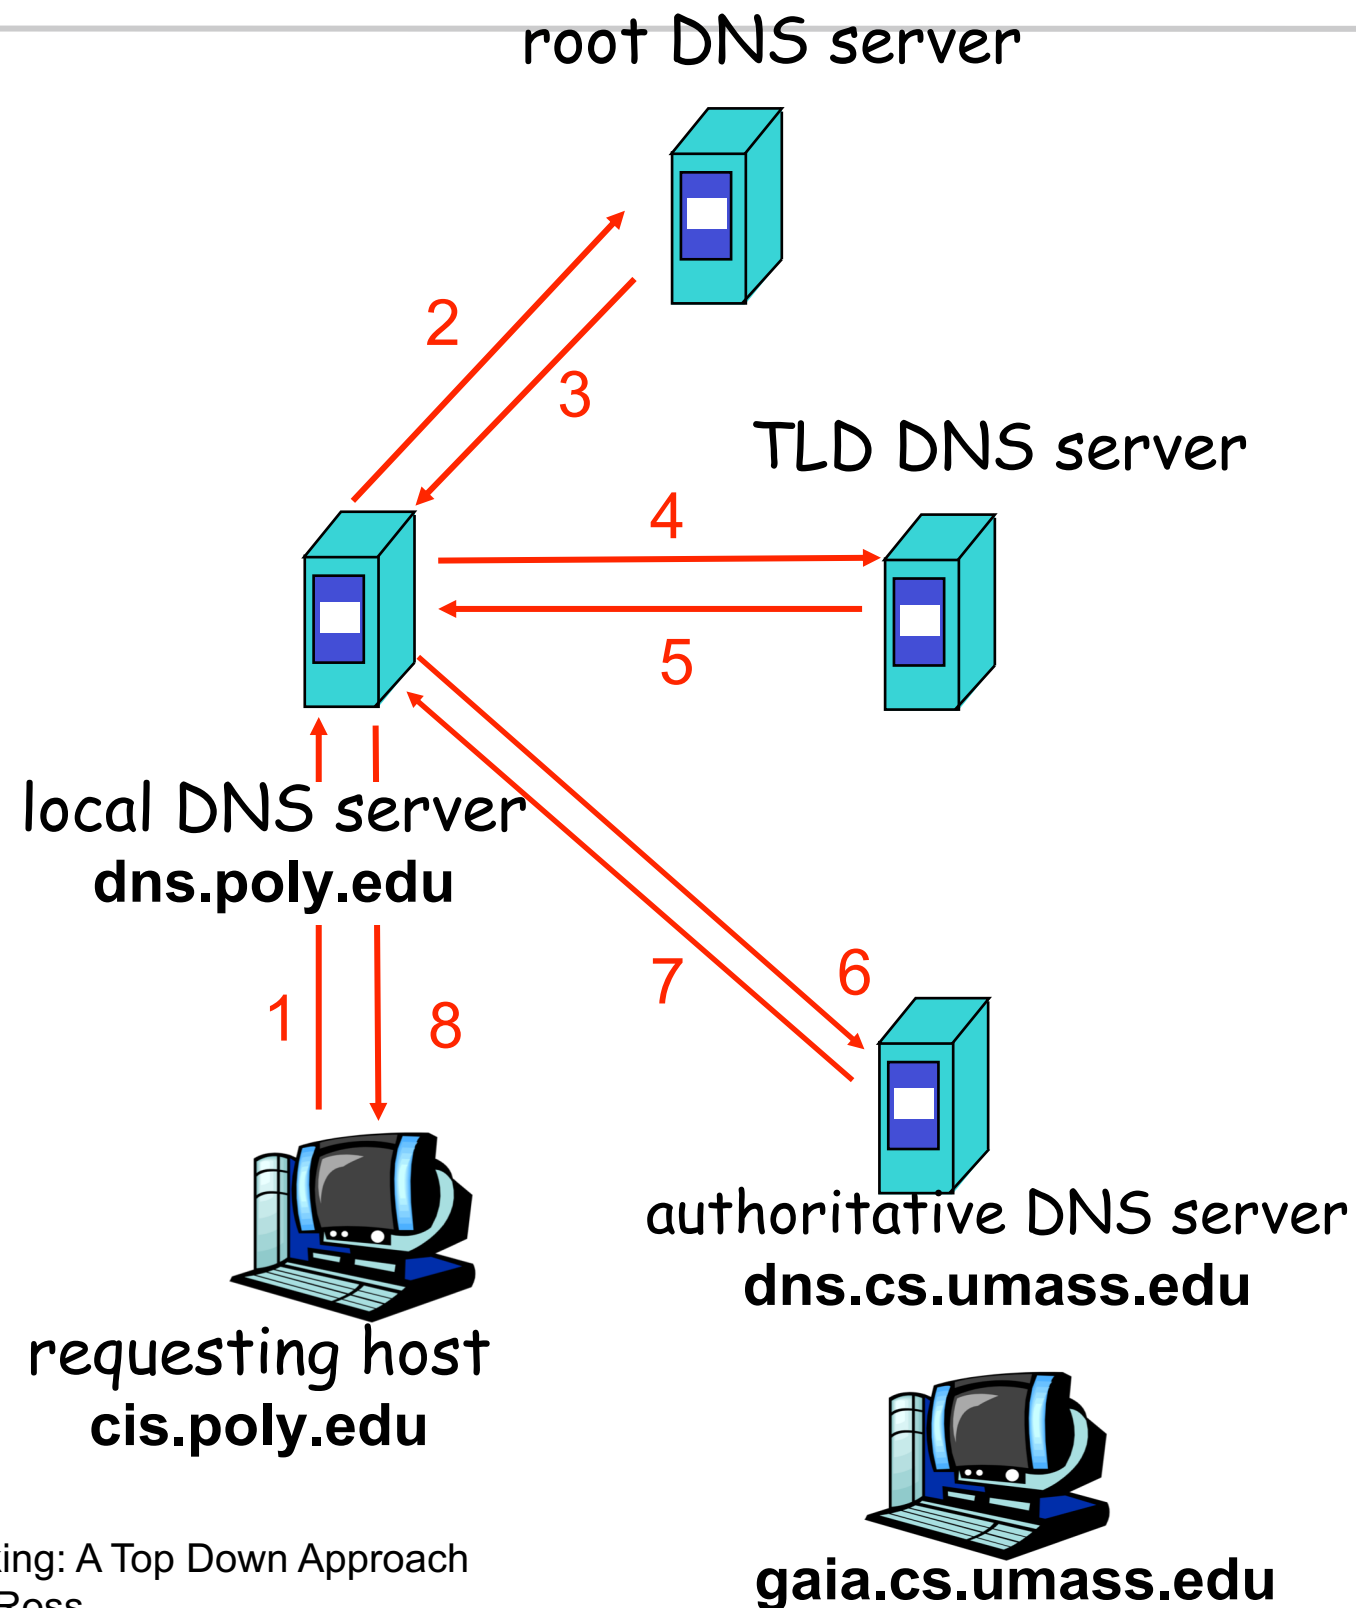 root DNS server
2
3
TLD DNS server
4
5
local DNS server
dns.poly.edu
7
6
1
8
authoritative DNS server
dns.cs.umass.edu
requesting host
cis.poly.edu
: A Top Down Approach
gaia.cs.umass.edu
Ross